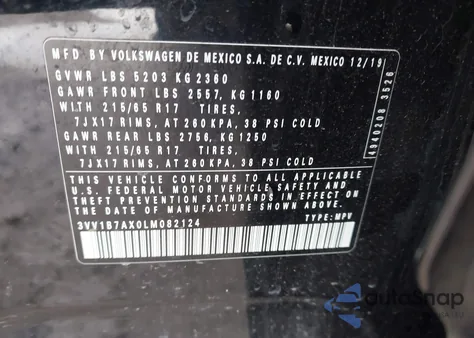 MFD. BY VOLKSWAGEN DE MEXICO S.A. DE C.V. MEXICO 12/19
GVWR LBS 5203 KG 2360
GAWR FRONT LBS 2557, KG 1160
WITH 215/65 R17 TIRES,
7JX17 RIMS, AT 260 KPA, 38 PSI COLD
GAWR REAR LBS 2756, KG 1250
WITH 215/65 R17 TIRES,
7JX17 RIMS, AT 260 KPA, 38 PSI COLD
THIS VEHICLE CONFORMS TO ALL APPLICABLE
U.S. FEDERAL MOTOR VEHICLE SAFETY AND
THEFT PREVENTION STANDARDS IN EFFECT
ON THE DATE OF MANUFACTURE SHOWN ABOVE.
3VV1B7AX0LM082124 TYPE: MPV
4940208 3526
AutoSnap